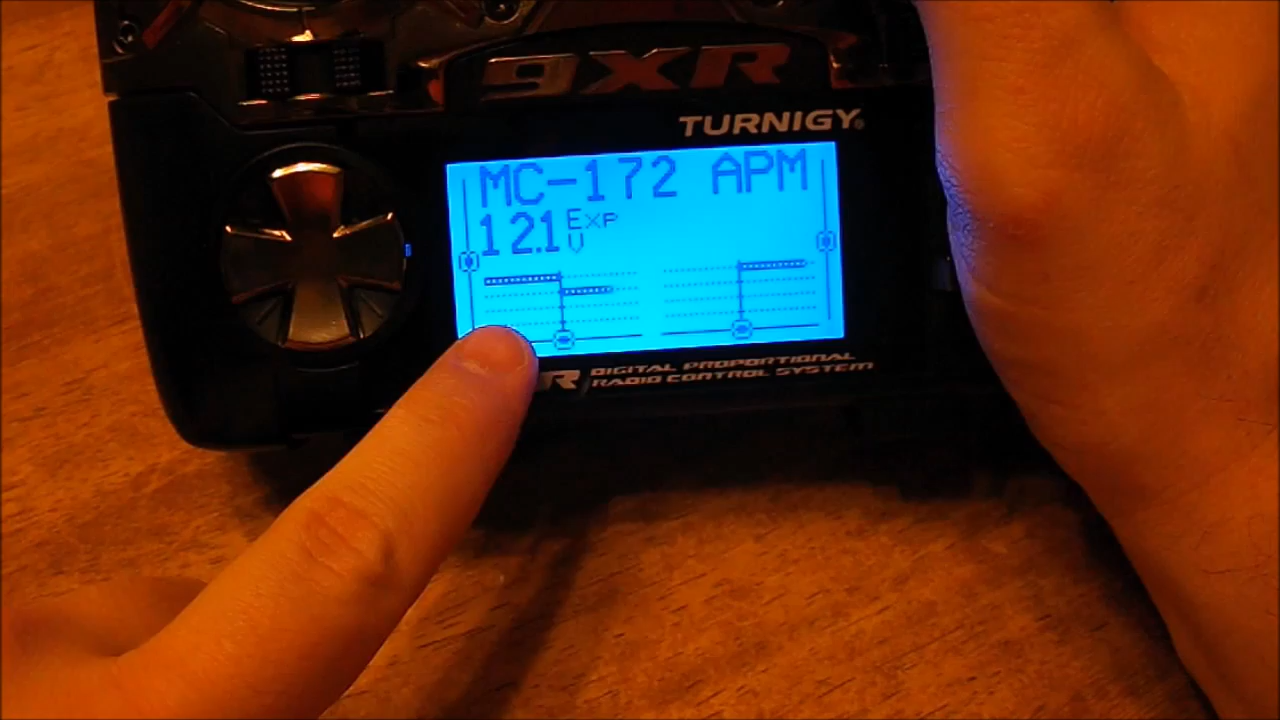 9XR
TURNIGY
MC-172 APM
12.1 Exp
V
R DIGITAL PROPORTIONAL
RADIO CONTROL SYSTEM